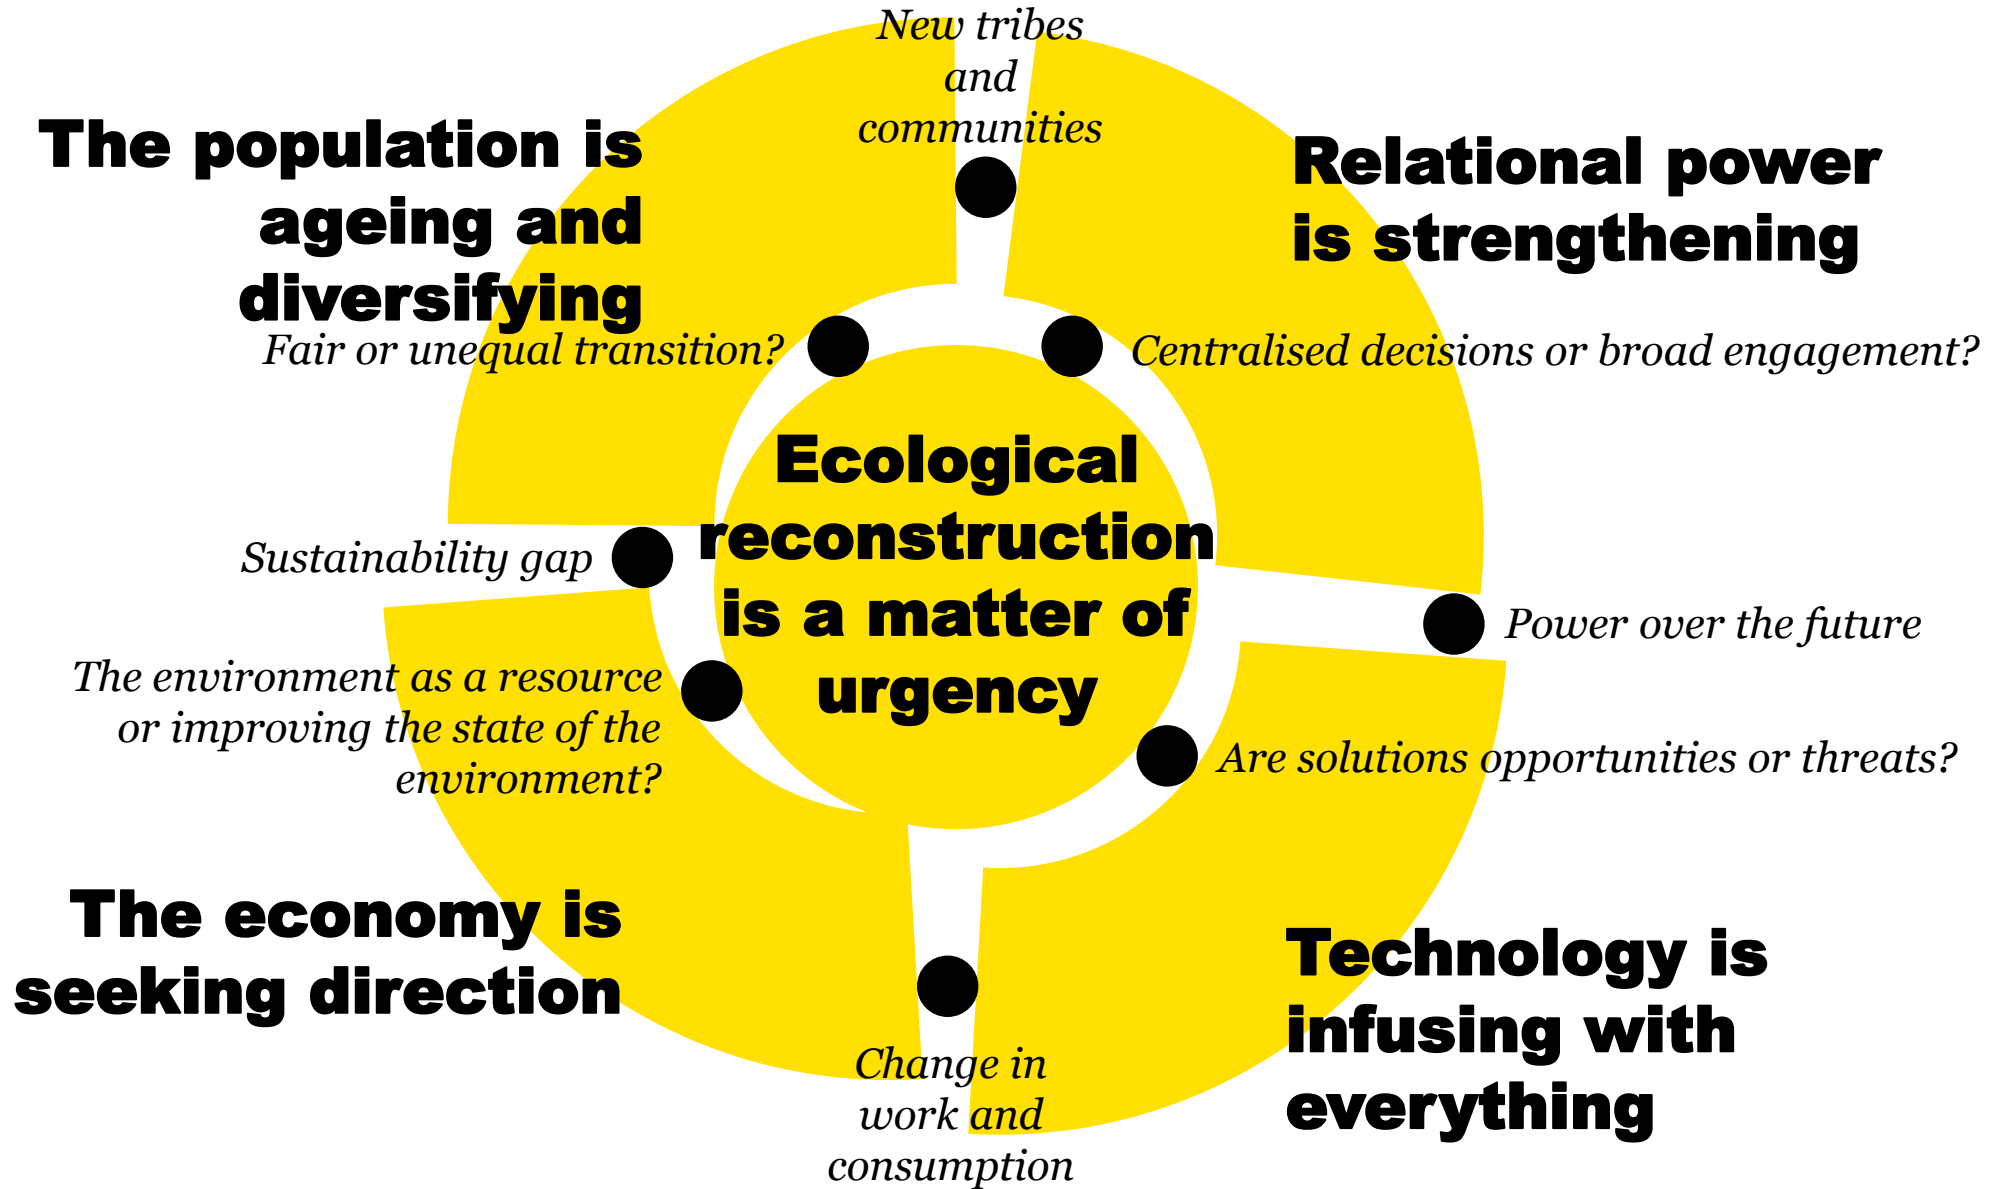 New tribes
and
communities
The population is
ageing and
diversifying
Relational power
is strengthening
Fair or unequal transition?
Centralised decisions or broad engagement?
Ecological
reconstruction
is a matter of
urgency
Sustainability gap
Power over the future
The environment as a resource
or improving the state of the
environment?
Are solutions opportunities or threats?
The economy is
seeking direction
Technology is
infusing with
everything
Change in
work and
consumption